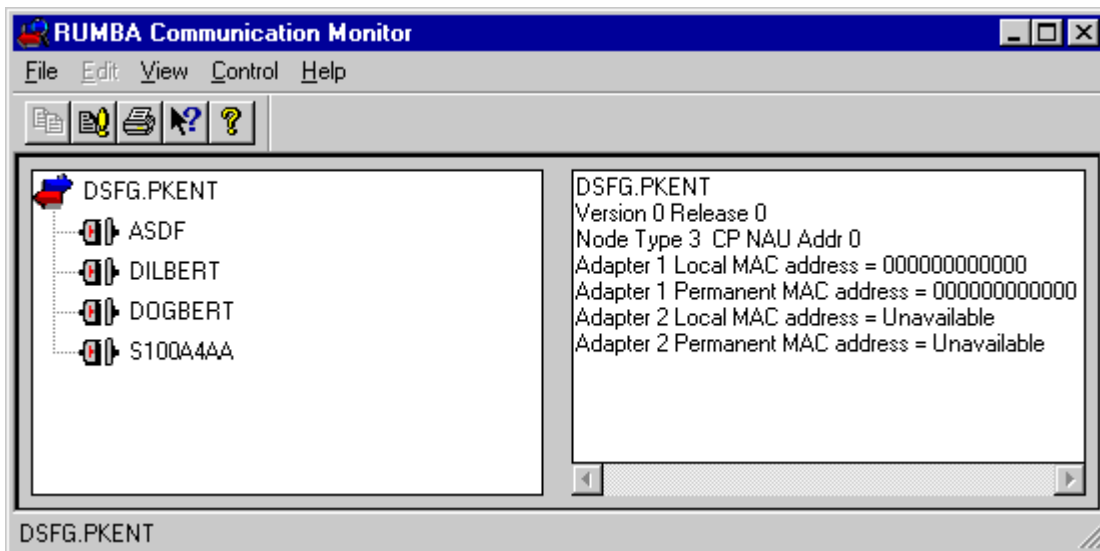 RUMBA Communication Monitor
File Edit View Control Help
DSFG.PKENT
ASDF
DILBERT
DOGBERT
S100A4AA
DSFG.PKENT
Version 0 Release 0
Node Type 3 CP NAU Addr 0
Adapter 1 Local MAC address = 000000000000
Adapter 1 Permanent MAC address = 000000000000
Adapter 2 Local MAC address = Unavailable
Adapter 2 Permanent MAC address = Unavailable
DSFG.PKENT